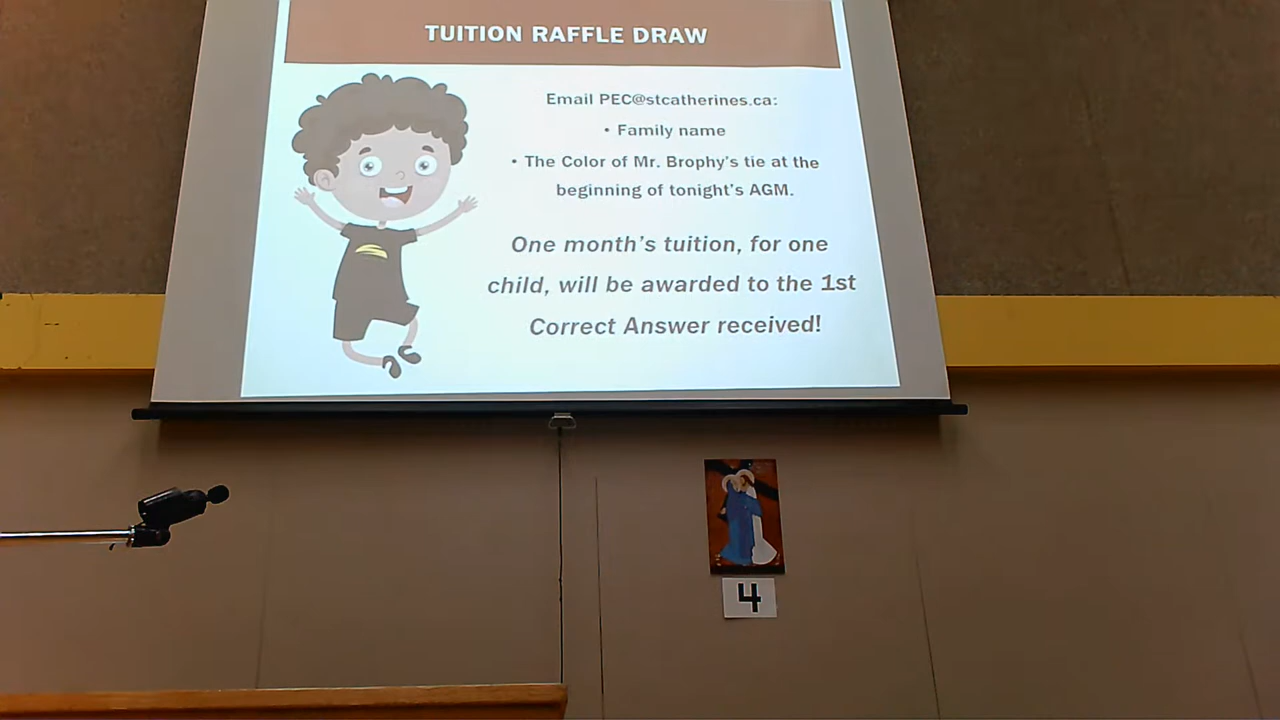 TUITION RAFFLE DRAW
Email PEC@stcatherines.ca:
• Family name
• The Color of Mr. Brophy's tie at the
beginning of tonight's AGM.
One month's tuition, for one
child, will be awarded to the 1st
Correct Answer received!
4